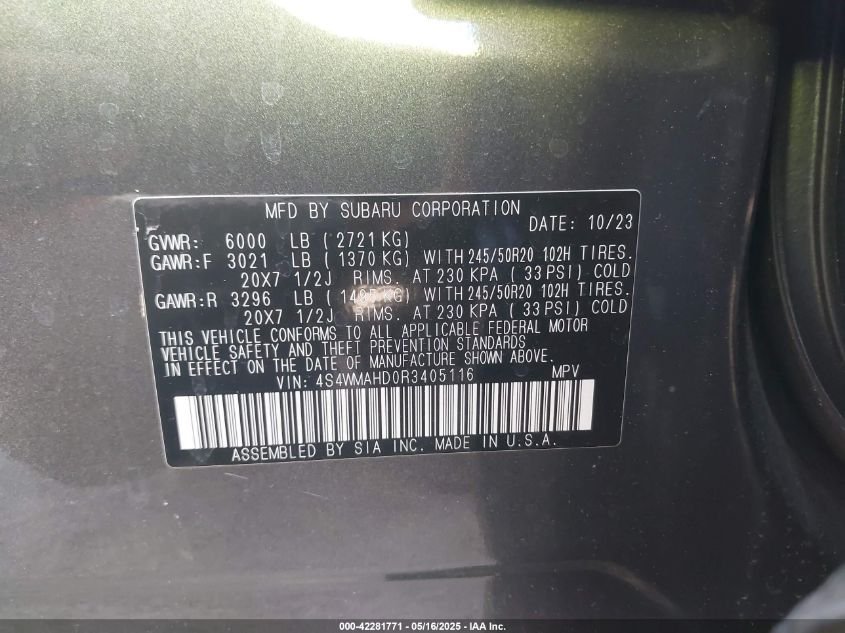 MFD BY SUBARU CORPORATION
DATE: 10/23
GVWR: 6000 LB ( 2721 KG)
GAWR:F 3021 LB ( 1370 KG) WITH 245/50R20 102H TIRES.
20X7 1/2J RIMS. AT 230 KPA ( 33 PSI) COLD
GAWR:R 3296 LB ( 1495 KG) WITH 245/50R20 102H TIRES.
20X7 1/2J RIMS. AT 230 KPA ( 33 PSI) COLD
THIS VEHICLE CONFORMS TO ALL APPLICABLE FEDERAL MOTOR
VEHICLE SAFETY AND THEFT PREVENTION STANDARDS
IN EFFECT ON THE DATE OF MANUFACTURE SHOWN ABOVE.
VIN: 4S4WMAHD0R3405116 MPV
ASSEMBLED BY SIA INC. MADE IN U.S.A.
000-42281771 - 05/16/2025 - IAA Inc.